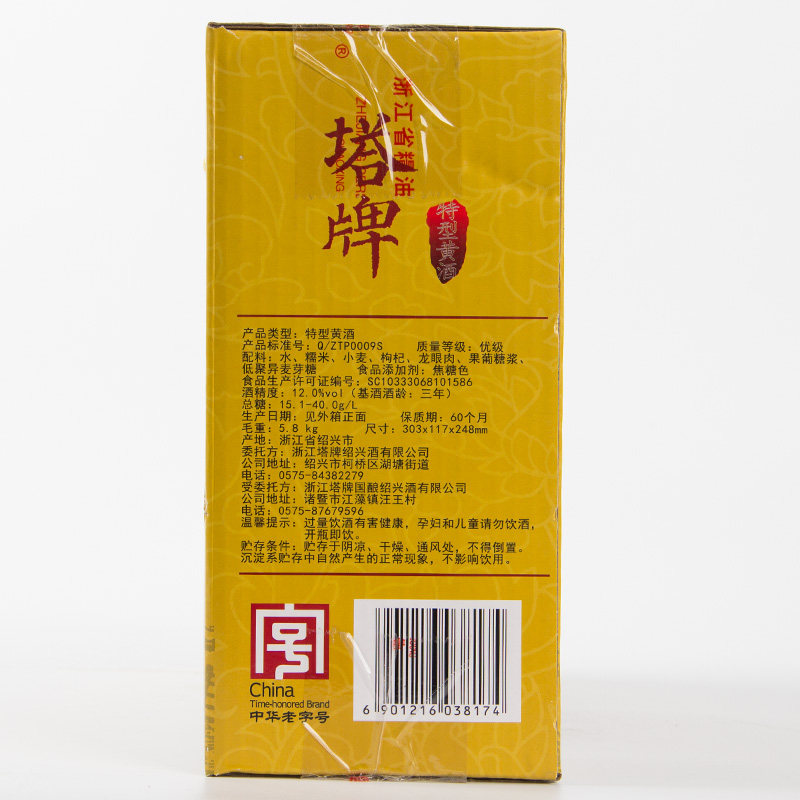 ®
浙江省粮油
塔牌
特型黄酒
产品类型：特型黄酒
产品标准号：Q/ZTP0009S 质量等级：优级
配料：水、糯米、小麦、枸杞、龙眼肉、果葡糖浆、
低聚异麦芽糖 食品添加剂：焦糖色
食品生产许可证编号：SC10333068101586
酒精度：12.0%vol（基酒酒龄：三年）
总糖：15.1-40.0g/L
生产日期：见外箱正面 保质期：60个月
毛重：5.8 kg 尺寸：303x117x248mm
产地：浙江省绍兴市
委托方：浙江塔牌绍兴酒有限公司
公司地址：绍兴市柯桥区湖塘街道
电话：0575-84382279
受委托方：浙江塔牌国酿绍兴酒有限公司
公司地址：诸暨市江藻镇汪王村
电话：0575-87679596
温馨提示：过量饮酒有害健康，孕妇和儿童请勿饮酒，
开瓶即饮。
贮存条件：贮存于阴凉、干燥、通风处，不得倒置。
沉淀系贮存中自然产生的正常现象，不影响饮用。
China
Time-honored Brand
中华老字号
6 901216 038174